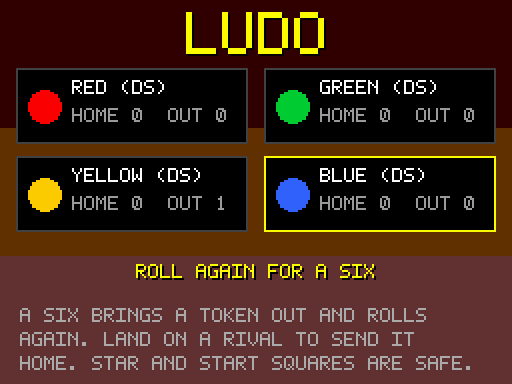 LUDO
RED (DS)
HOME 0 OUT 0
GREEN (DS)
HOME 0 OUT 0
YELLOW (DS)
HOME 0 OUT 1
BLUE (DS)
HOME 0 OUT 0
ROLL AGAIN FOR A SIX
A SIX BRINGS A TOKEN OUT AND ROLLS
AGAIN. LAND ON A RIVAL TO SEND IT
HOME. STAR AND START SQUARES ARE SAFE.